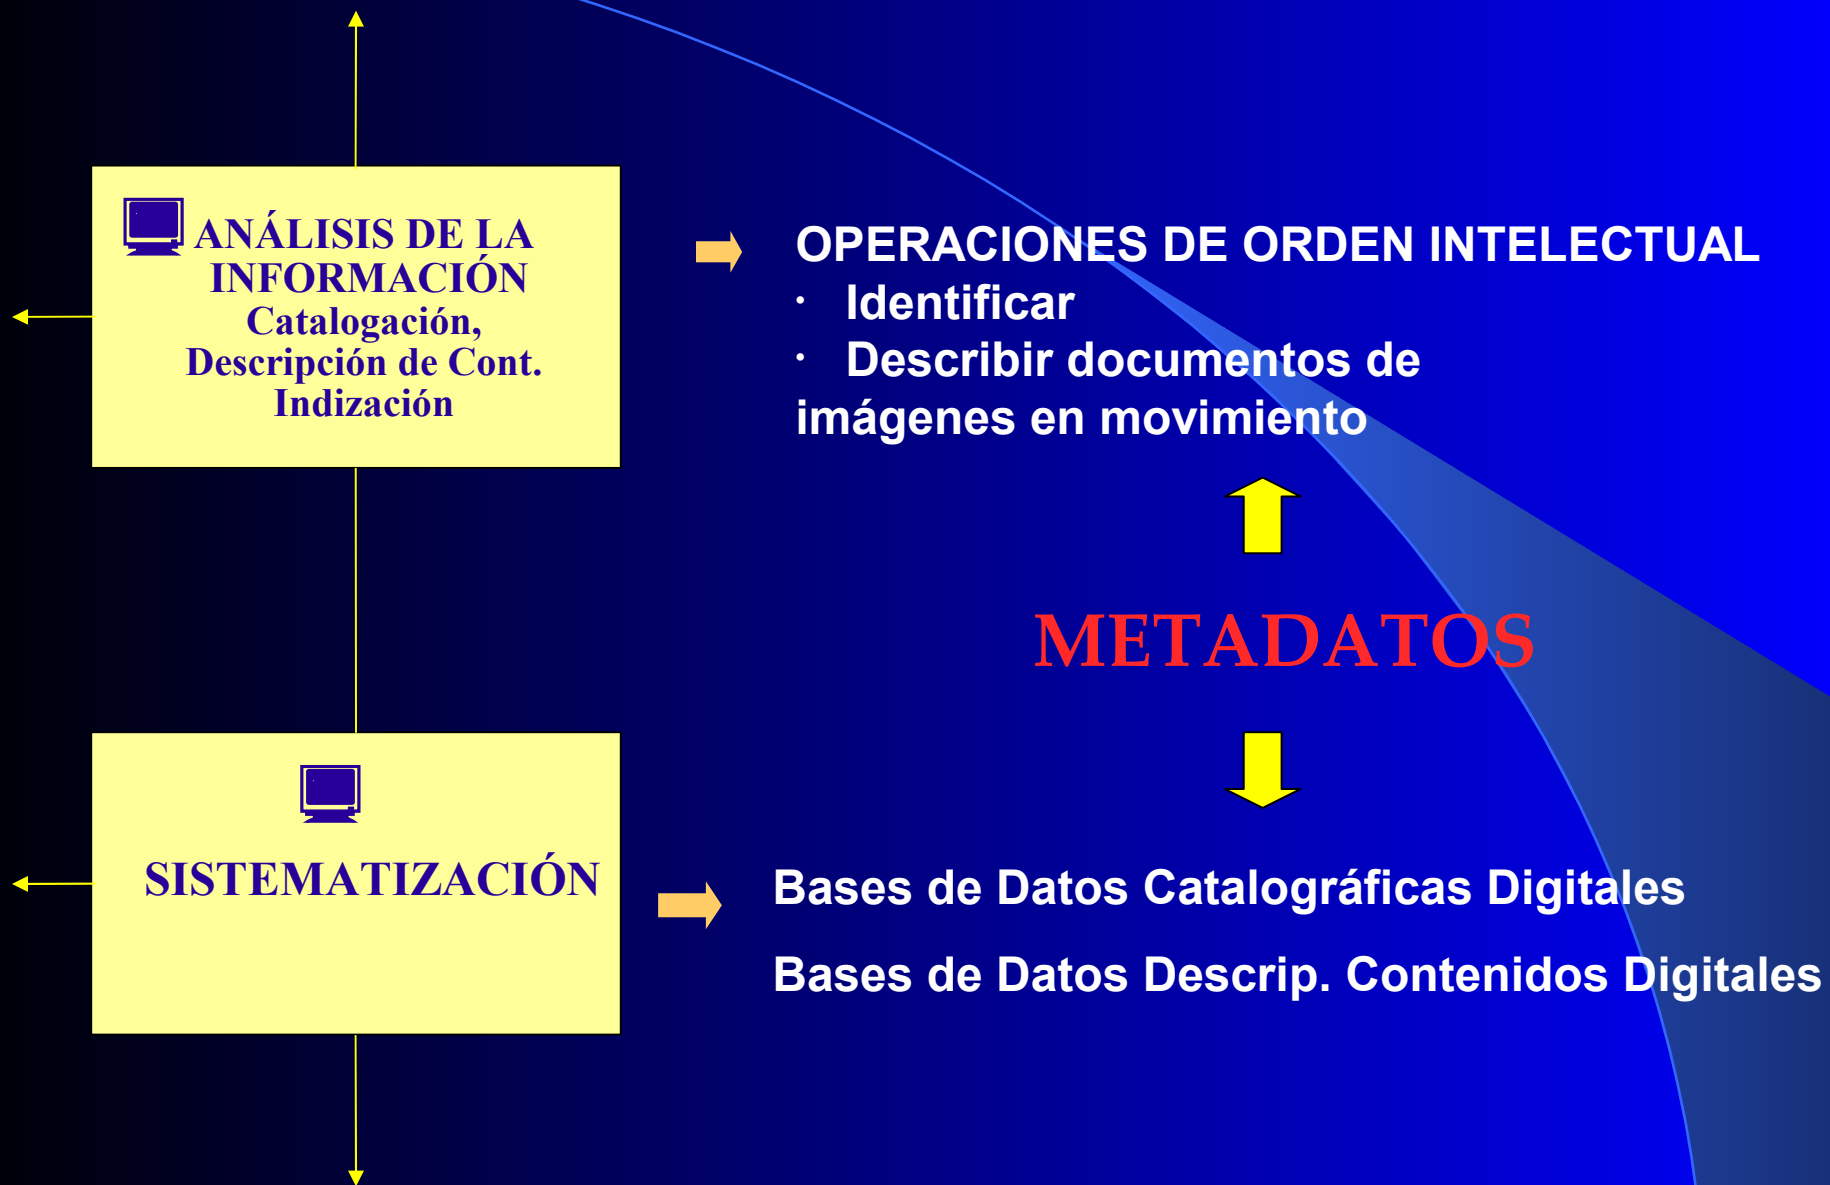 ANÁLISIS DE LA
INFORMACIÓN
Catalogación,
Descripción de Cont.
Indización
OPERACIONES DE ORDEN INTELECTUAL
· Identificar
· Describir documentos de
imágenes en movimiento
METADATOS
SISTEMATIZACIÓN
Bases de Datos Catalográficas Digitales
Bases de Datos Descrip. Contenidos Digitales